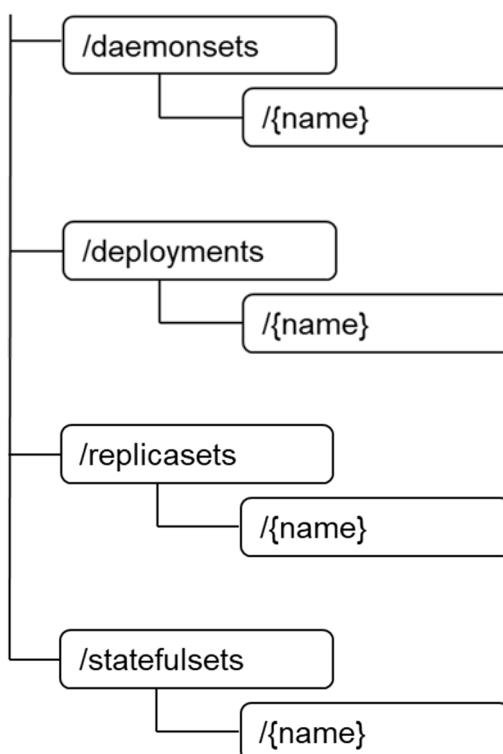 /daemonsets
/{name}
/deployments
/{name}
/replicasets
/{name}
/statefulsets
/{name}